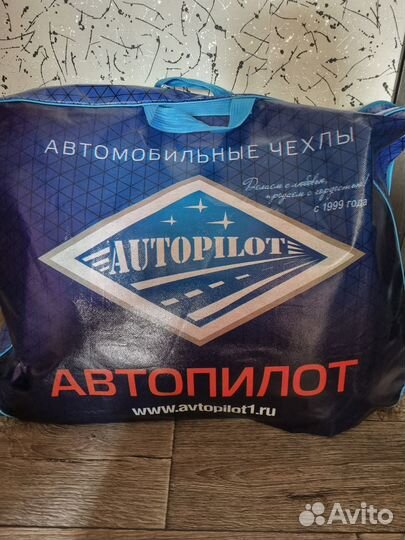 АВТОМОБИЛЬНЫЕ ЧЕХЛЫ
Делаем с любовью,
продаем с гордостью!
с 1999 года
AUTOPILOT
АВТОПИЛОТ
www.avtopilot1.ru
Avito